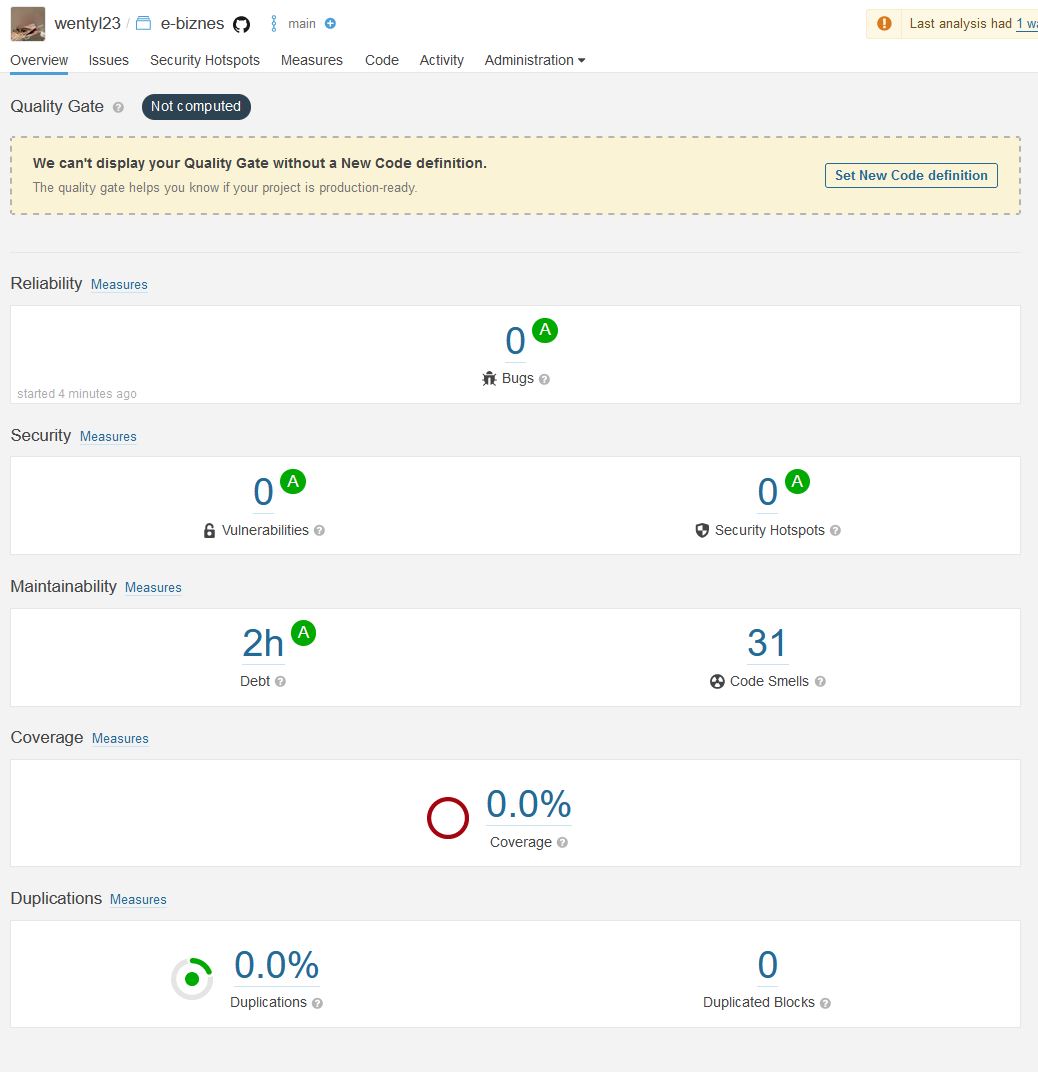 wentyl23 / e-biznes main
Last analysis had 1 wa
Overview Issues Security Hotspots Measures Code Activity Administration
Quality Gate ? Not computed
We can't display your Quality Gate without a New Code definition.
The quality gate helps you know if your project is production-ready.
Set New Code definition
Reliability Measures
0 A
Bugs ?
started 4 minutes ago
Security Measures
0 A
Vulnerabilities ?
0 A
Security Hotspots ?
Maintainability Measures
2h A
Debt ?
31
Code Smells ?
Coverage Measures
0.0%
Coverage ?
Duplications Measures
0.0%
Duplications ?
0
Duplicated Blocks ?